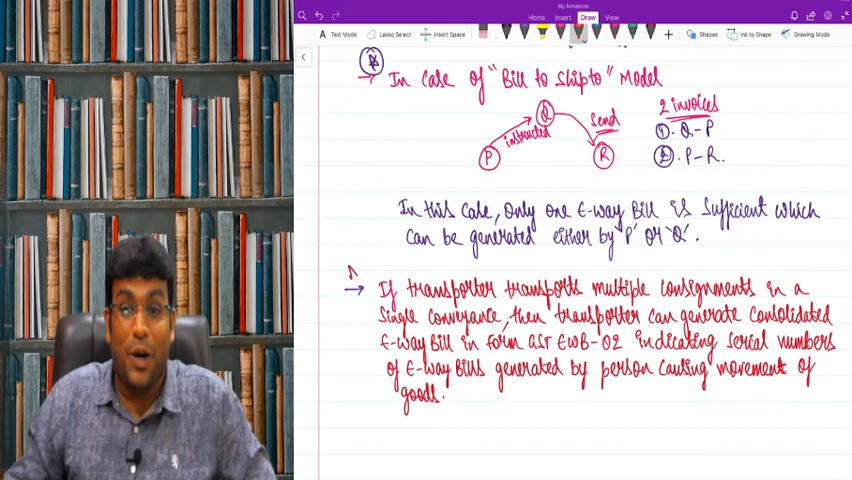 My Notebook
Home Insert Draw View
Text Mode Lasso Select Insert Space Shapes Ink to Shape Drawing Mode
In Case of "Bill to Ship to" Model
P instructed Q send R
2 invoices
1. Q-P
2. P-R.
In this case, Only one E-way Bill is Sufficient which
can be generated either by 'P' or 'Q'.
If transporter transports multiple consignments in a
single conveyance, then transporter can generate Consolidated
E-way Bill in form GST EWB-02 indicating serial numbers
of E-way Bills generated by person causing movement of
goods.